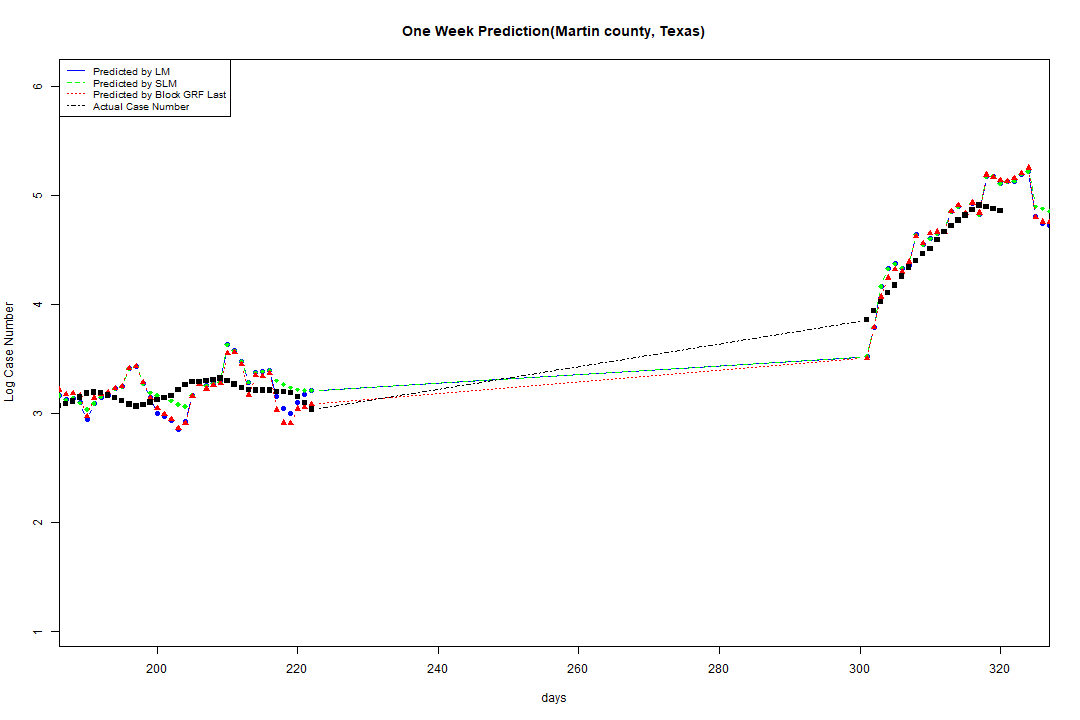 One Week Prediction(Martin county, Texas)
Predicted by LM
Predicted by SLM
Predicted by Block GRF Last
Actual Case Number
6
5
4
3
2
1
Log Case Number
200 220 240 260 280 300 320
days